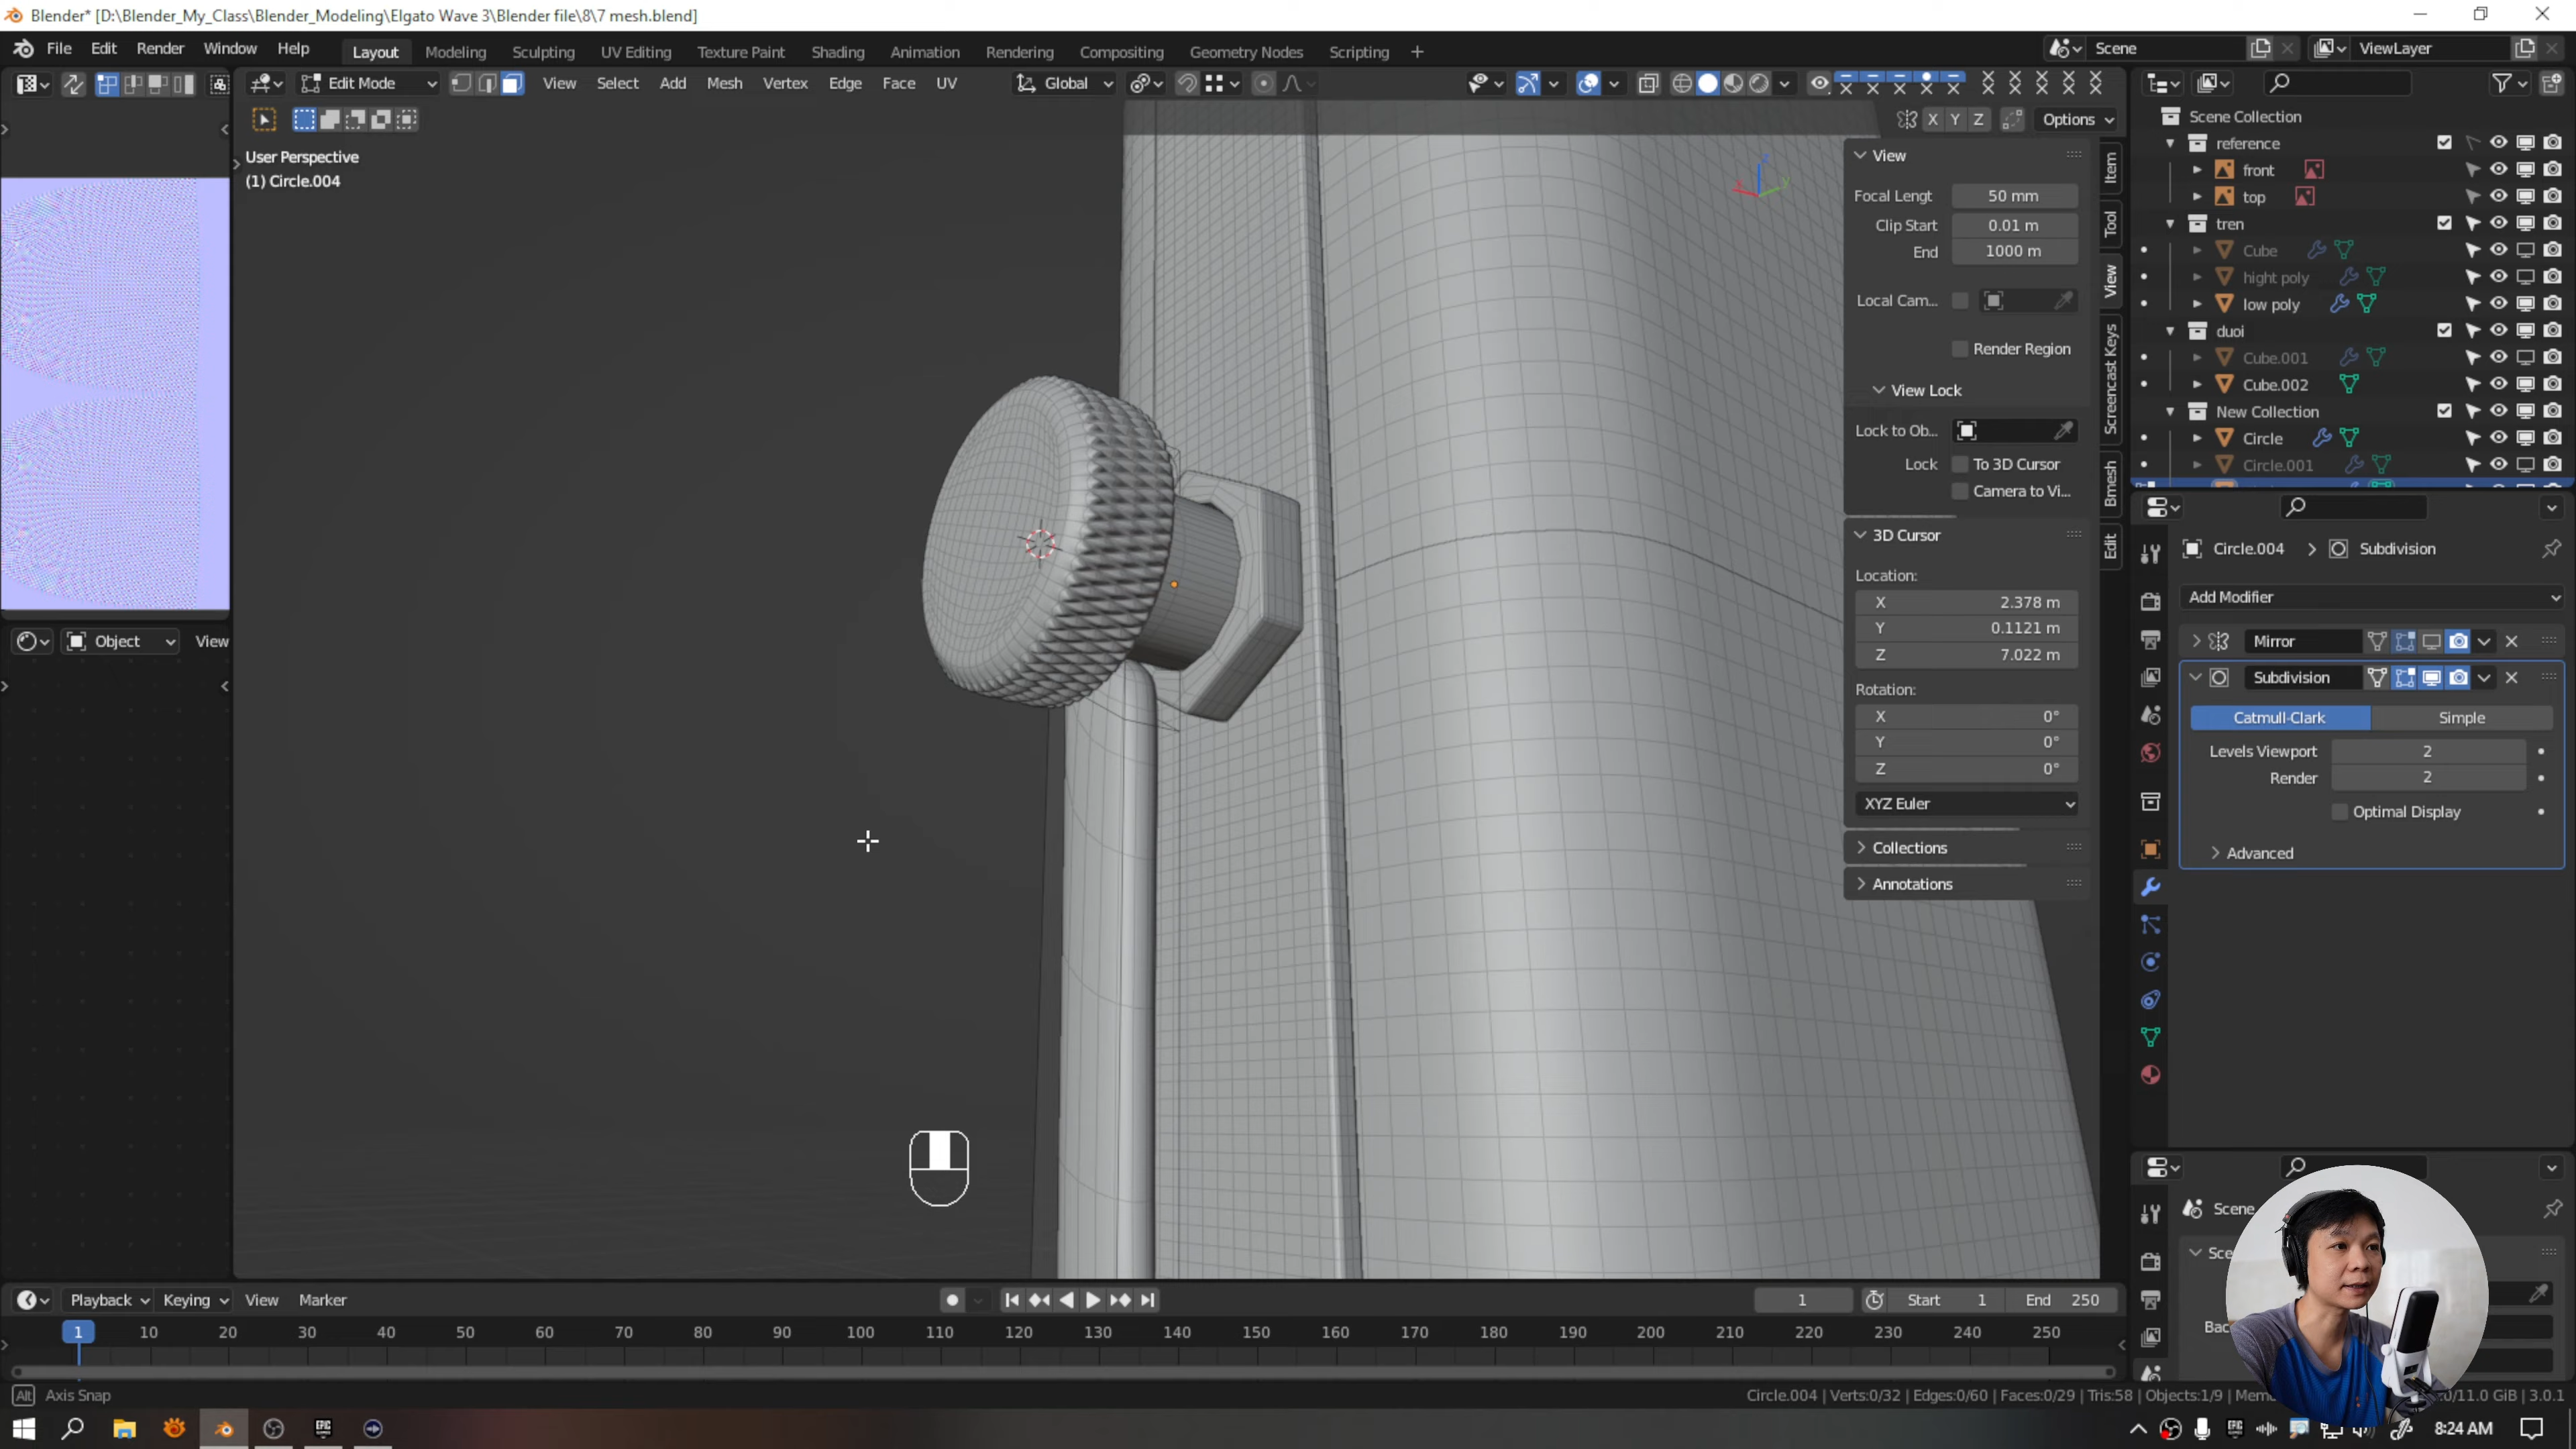 Blender* [D:\Blender_My_Class\Blender_Modeling\Elgato Wave 3\Blender file\8\7 mesh.blend]
File Edit Render Window Help Layout Modeling Sculpting UV Editing Texture Paint Shading Animation Rendering Compositing Geometry Nodes Scripting + Scene ViewLayer
Edit Mode View Select Add Mesh Vertex Edge Face UV Global
X Y Z Options
User Perspective
(1) Circle.004
View
Focal Lengt 50 mm
Clip Start 0.01 m
End 1000 m
Local Cam...
Render Region
View Lock
Lock to Ob...
Lock To 3D Cursor
Camera to Vi...
3D Cursor
Location:
X 2.378 m
Y 0.1121 m
Z 7.022 m
Rotation:
X 0°
Y 0°
Z 0°
XYZ Euler
Collections
Annotations
Item
Tool
View
Screencast Keys
Bmesh
Edit
Scene Collection
reference
front
top
tren
Cube
hight poly
low poly
duoi
Cube.001
Cube.002
New Collection
Circle
Circle.001
Circle.004 > Subdivision
Add Modifier
Mirror
Subdivision
Catmull-Clark Simple
Levels Viewport 2
Render 2
Optimal Display
Advanced
Scene
Object View
Playback Keying View Marker 1 Start 1 End 250
1 10 20 30 40 50 60 70 80 90 100 110 120 130 140 150 160 170 180 190 200 210 220 230 240 250
Alt Axis Snap
Circle.004 | Verts:0/32 | Edges:0/60 | Faces:0/29 | Tris:58 | Objects:1/9 | 3.0.1
8:24 AM